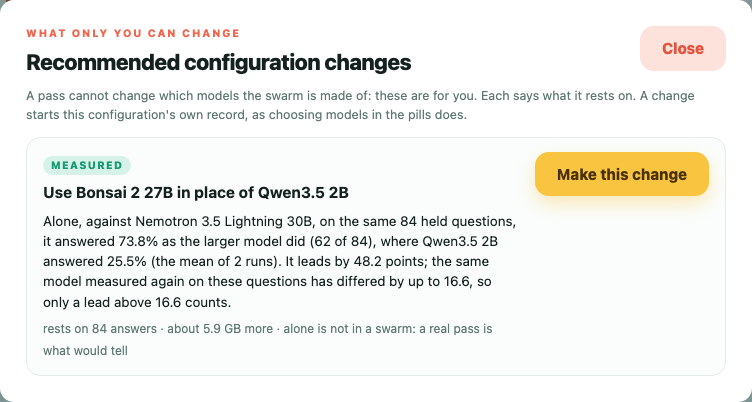 WHAT ONLY YOU CAN CHANGE
Close
Recommended configuration changes
A pass cannot change which models the swarm is made of: these are for you. Each says what it rests on. A change
starts this configuration's own record, as choosing models in the pills does.
MEASURED
Make this change
Use Bonsai 2 27B in place of Qwen3.5 2B
Alone, against Nemotron 3.5 Lightning 30B, on the same 84 held questions,
it answered 73.8% as the larger model did (62 of 84), where Qwen3.5 2B
answered 25.5% (the mean of 2 runs). It leads by 48.2 points; the same
model measured again on these questions has differed by up to 16.6, so
only a lead above 16.6 counts.
rests on 84 answers · about 5.9 GB more · alone is not in a swarm: a real pass is
what would tell